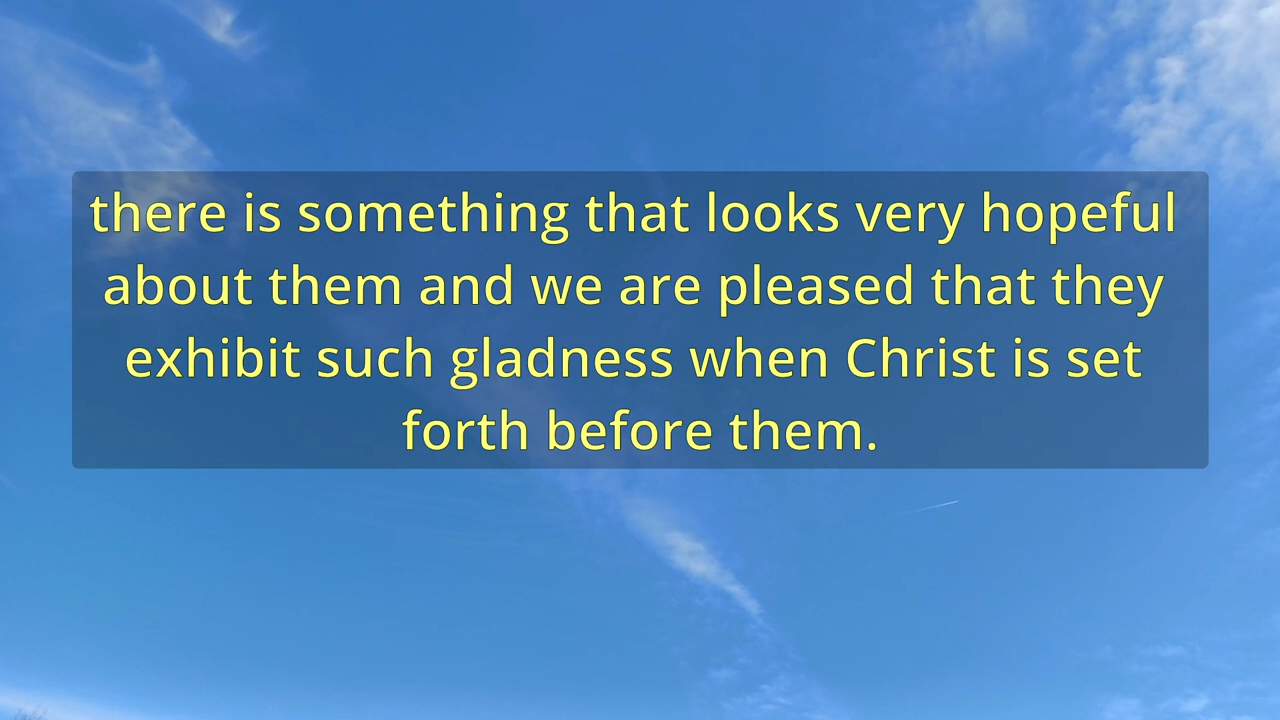 there is something that looks very hopeful
about them and we are pleased that they
exhibit such gladness when Christ is set
forth before them.